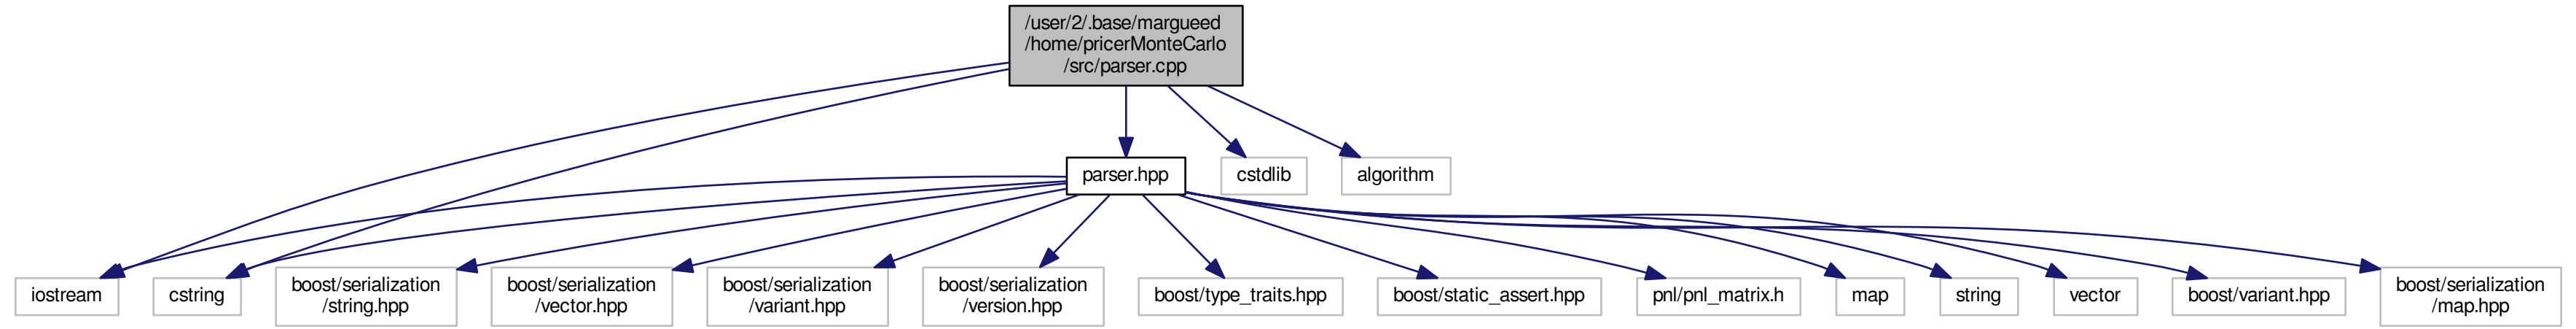 /user/2/.base/margueed
/home/pricerMonteCarlo
/src/parser.cpp
parser.hpp
cstdlib
algorithm
iostream
cstring
boost/serialization
/string.hpp
boost/serialization
/vector.hpp
boost/serialization
/variant.hpp
boost/serialization
/version.hpp
boost/type_traits.hpp
boost/static_assert.hpp
pnl/pnl_matrix.h
map
string
vector
boost/variant.hpp
boost/serialization
/map.hpp